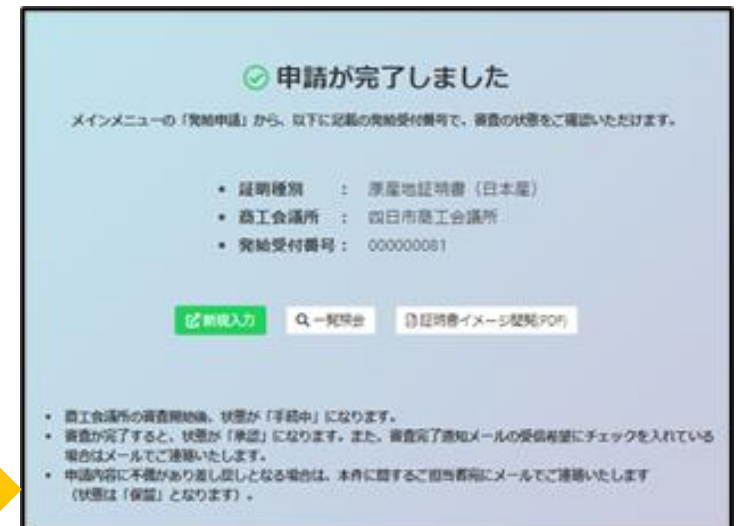 申請が完了しました
メインメニューの「発給申請」から、以下に記載の発給受付番号で、審査の状態をご確認いただけます。
• 証明種別 : 原産地証明書（日本産）
• 商工会議所 : 四日市商工会議所
• 発給受付番号 : 000000081
新規入力 一覧照会 証明書イメージ閲覧(PDF)
• 商工会議所の審査開始後、状態が「手続中」になります。
• 審査が完了すると、状態が「承認」になります。また、審査完了通知メールの受信希望にチェックを入れている
場合はメールでご連絡いたします。
• 申請内容に不備があり差し戻しとなる場合は、本件に関するご担当者宛にメールでご連絡いたします
（状態は「保留」となります）。